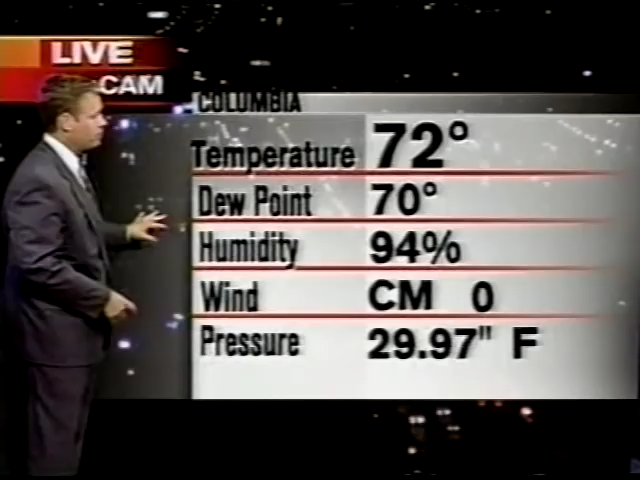 LIVE
CAM
COLUMBIA
Temperature 72°
Dew Point 70°
Humidity 94%
Wind CM 0
Pressure 29.97" F